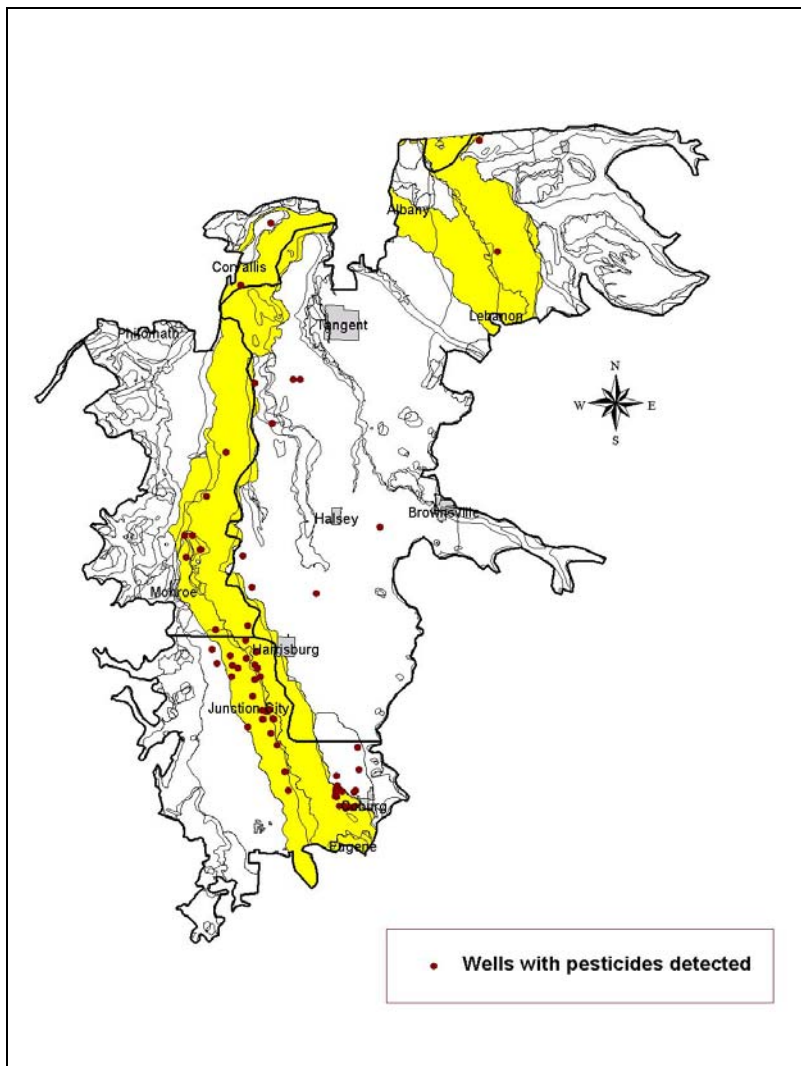 Albany
Corvallis
Lebanon
Tangent
Philomath
N
W E
S
Halsey
Brownsville
Monroe
Harrisburg
Junction City
Coburg
Eugene
Wells with pesticides detected